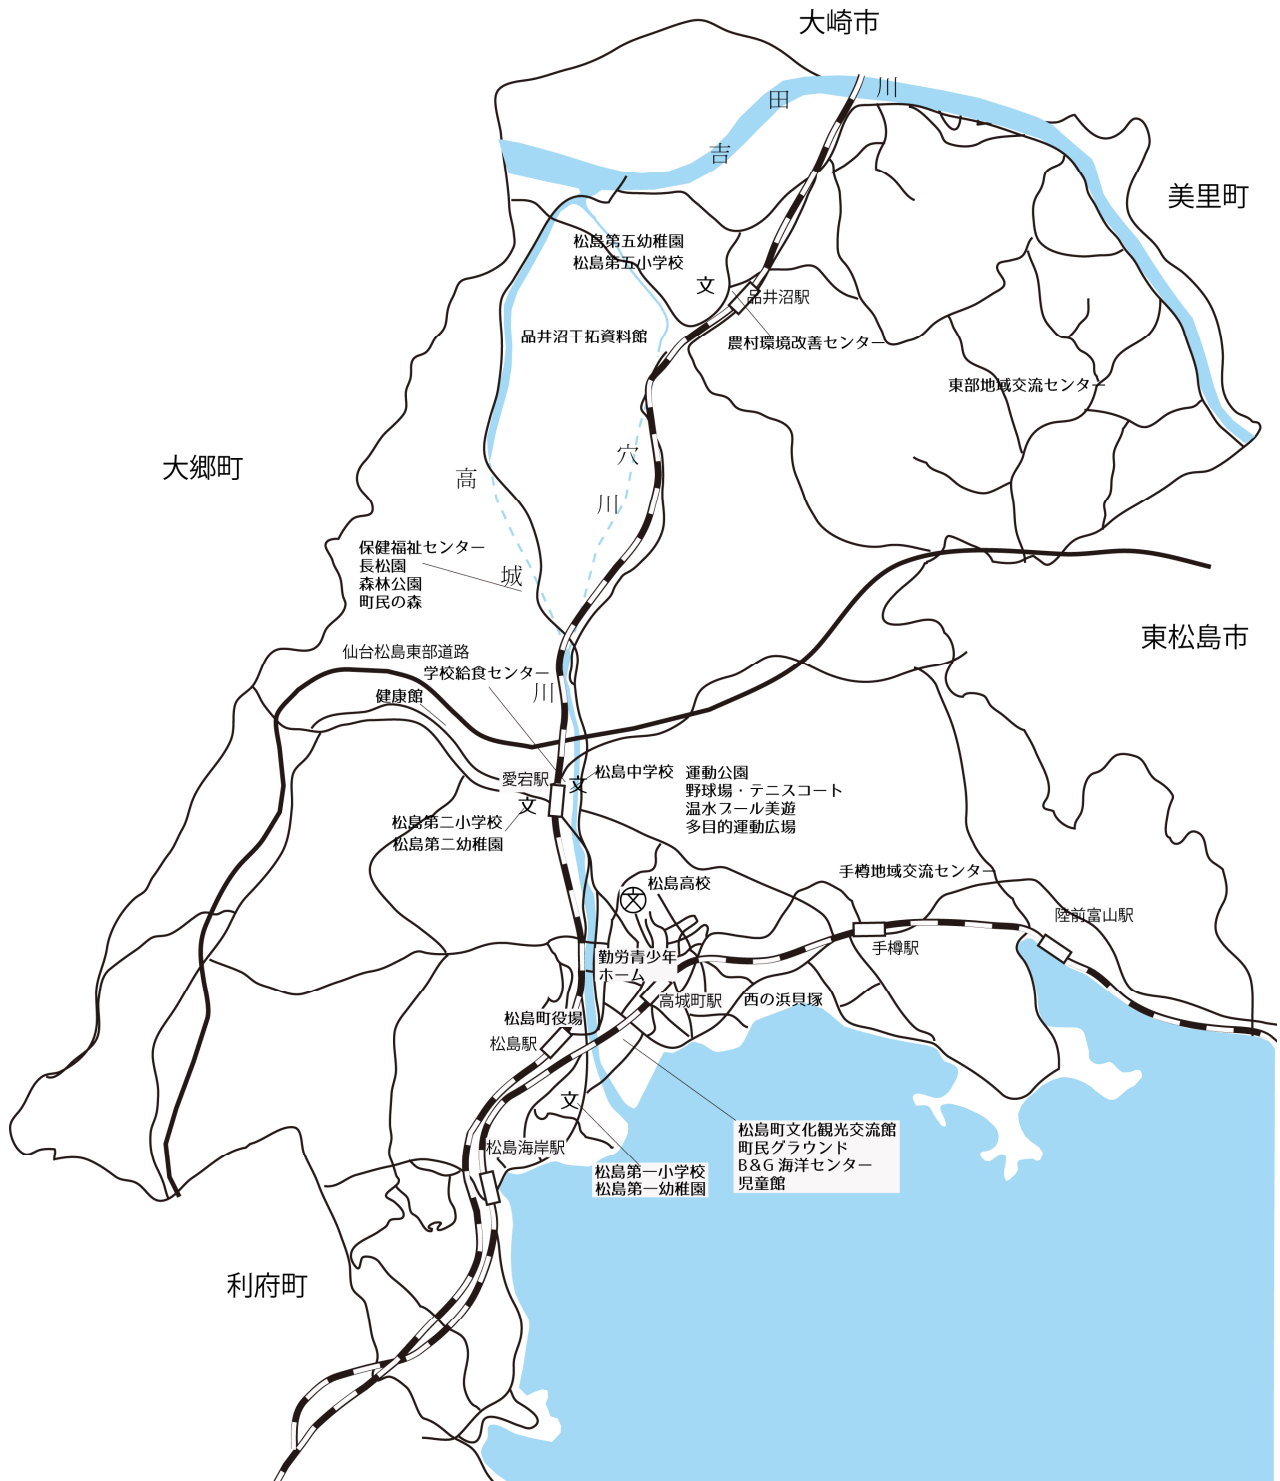 大崎市
川
田
吉
美里町
松島第五幼稚園
松島第五小学校
文
品井沼駅
品井沼干拓資料館
農村環境改善センター
東部地域交流センター
大郷町
高
穴
川
保健福祉センター
長松園
森林公園
町民の森
城
東松島市
仙台松島東部道路
学校給食センター
川
健康館
愛宕駅
文
松島中学校
運動公園
野球場・テニスコート
温水プール美遊
多目的運動広場
文
松島第二小学校
松島第二幼稚園
手樽地域交流センター
松島高校
文
陸前富山駅
手樽駅
勤労青少年
ホーム
高城町駅
西の浜貝塚
松島町役場
松島駅
文
松島海岸駅
松島町文化観光交流館
町民グラウンド
B&G 海洋センター
児童館
松島第一小学校
松島第一幼稚園
利府町